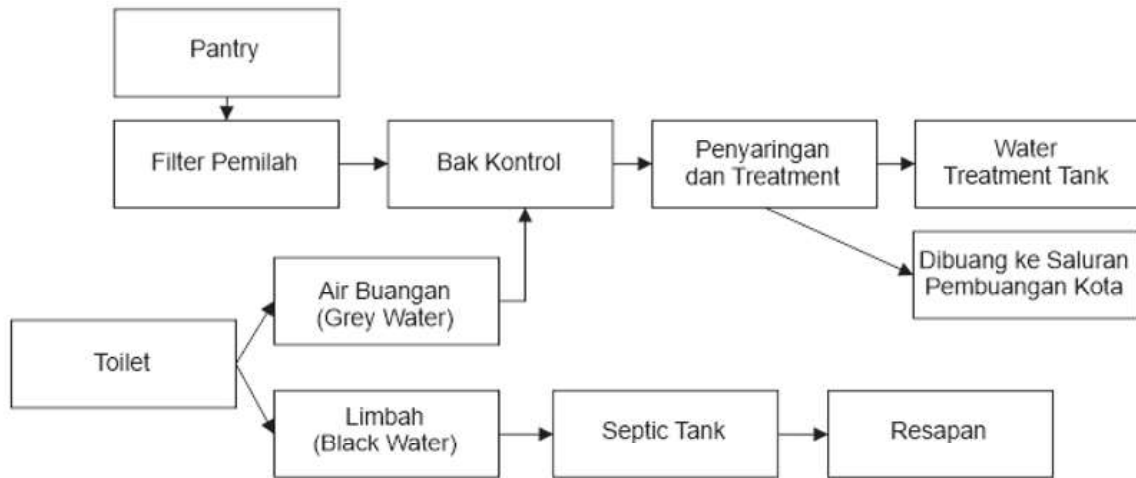 Pantry
Filter Pemilah
Bak Kontrol
Penyaringan
dan Treatment
Water
Treatment Tank
Dibuang ke Saluran
Pembuangan Kota
Air Buangan
(Grey Water)
Toilet
Limbah
(Black Water)
Septic Tank
Resapan